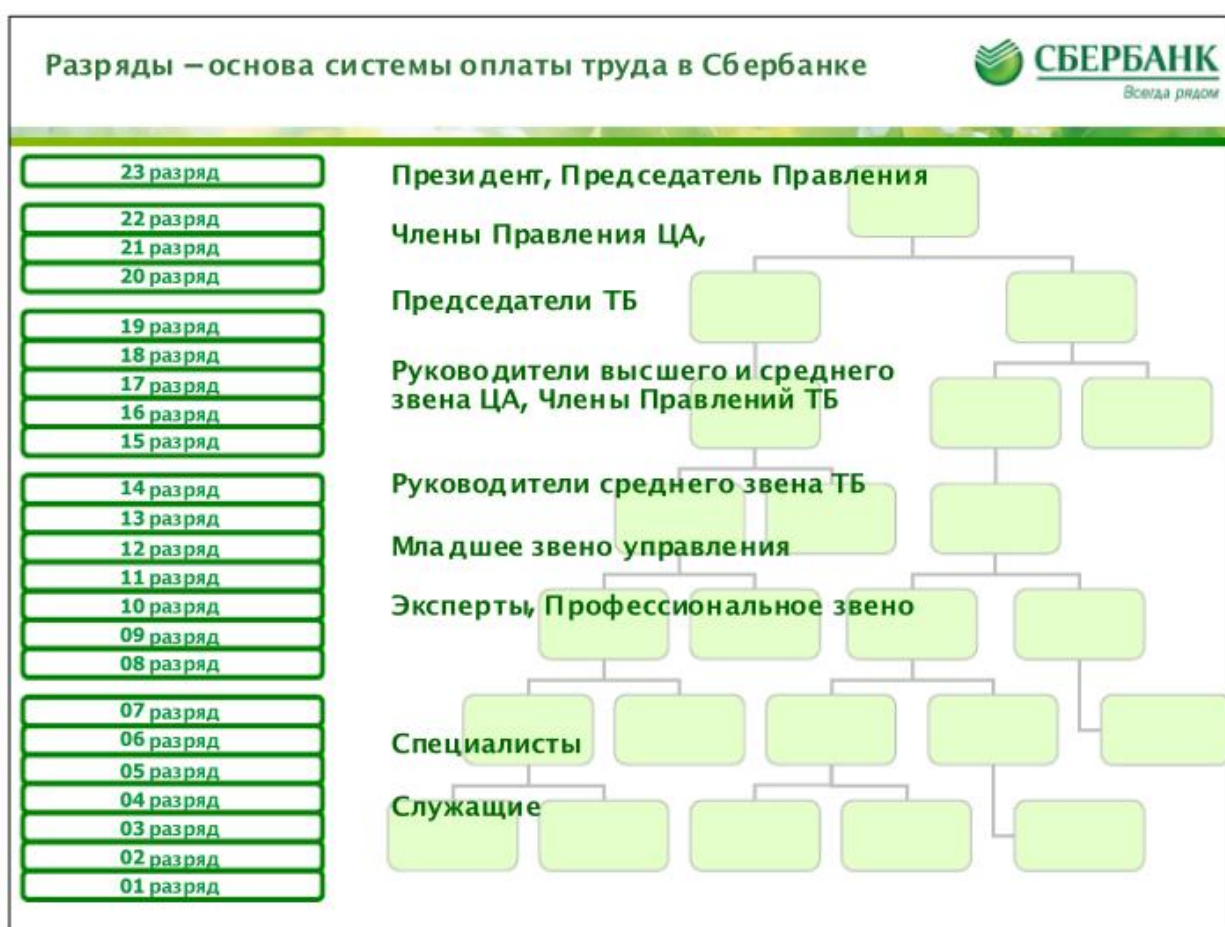 Разряды – основа системы оплаты труда в Сбербанке
СБЕРБАНК
Всегда рядом
23 разряд
Президент, Председатель Правления
22 разряд
21 разряд
20 разряд
Члены Правления ЦА,
Председатели ТБ
19 разряд
18 разряд
17 разряд
16 разряд
15 разряд
Руководители высшего и среднего
звена ЦА, Члены Правлений ТБ
14 разряд
13 разряд
12 разряд
11 разряд
10 разряд
09 разряд
08 разряд
Руководители среднего звена ТБ
Младшее звено управления
Эксперты, Профессиональное звено
07 разряд
06 разряд
05 разряд
04 разряд
03 разряд
02 разряд
01 разряд
Специалисты
Служащие